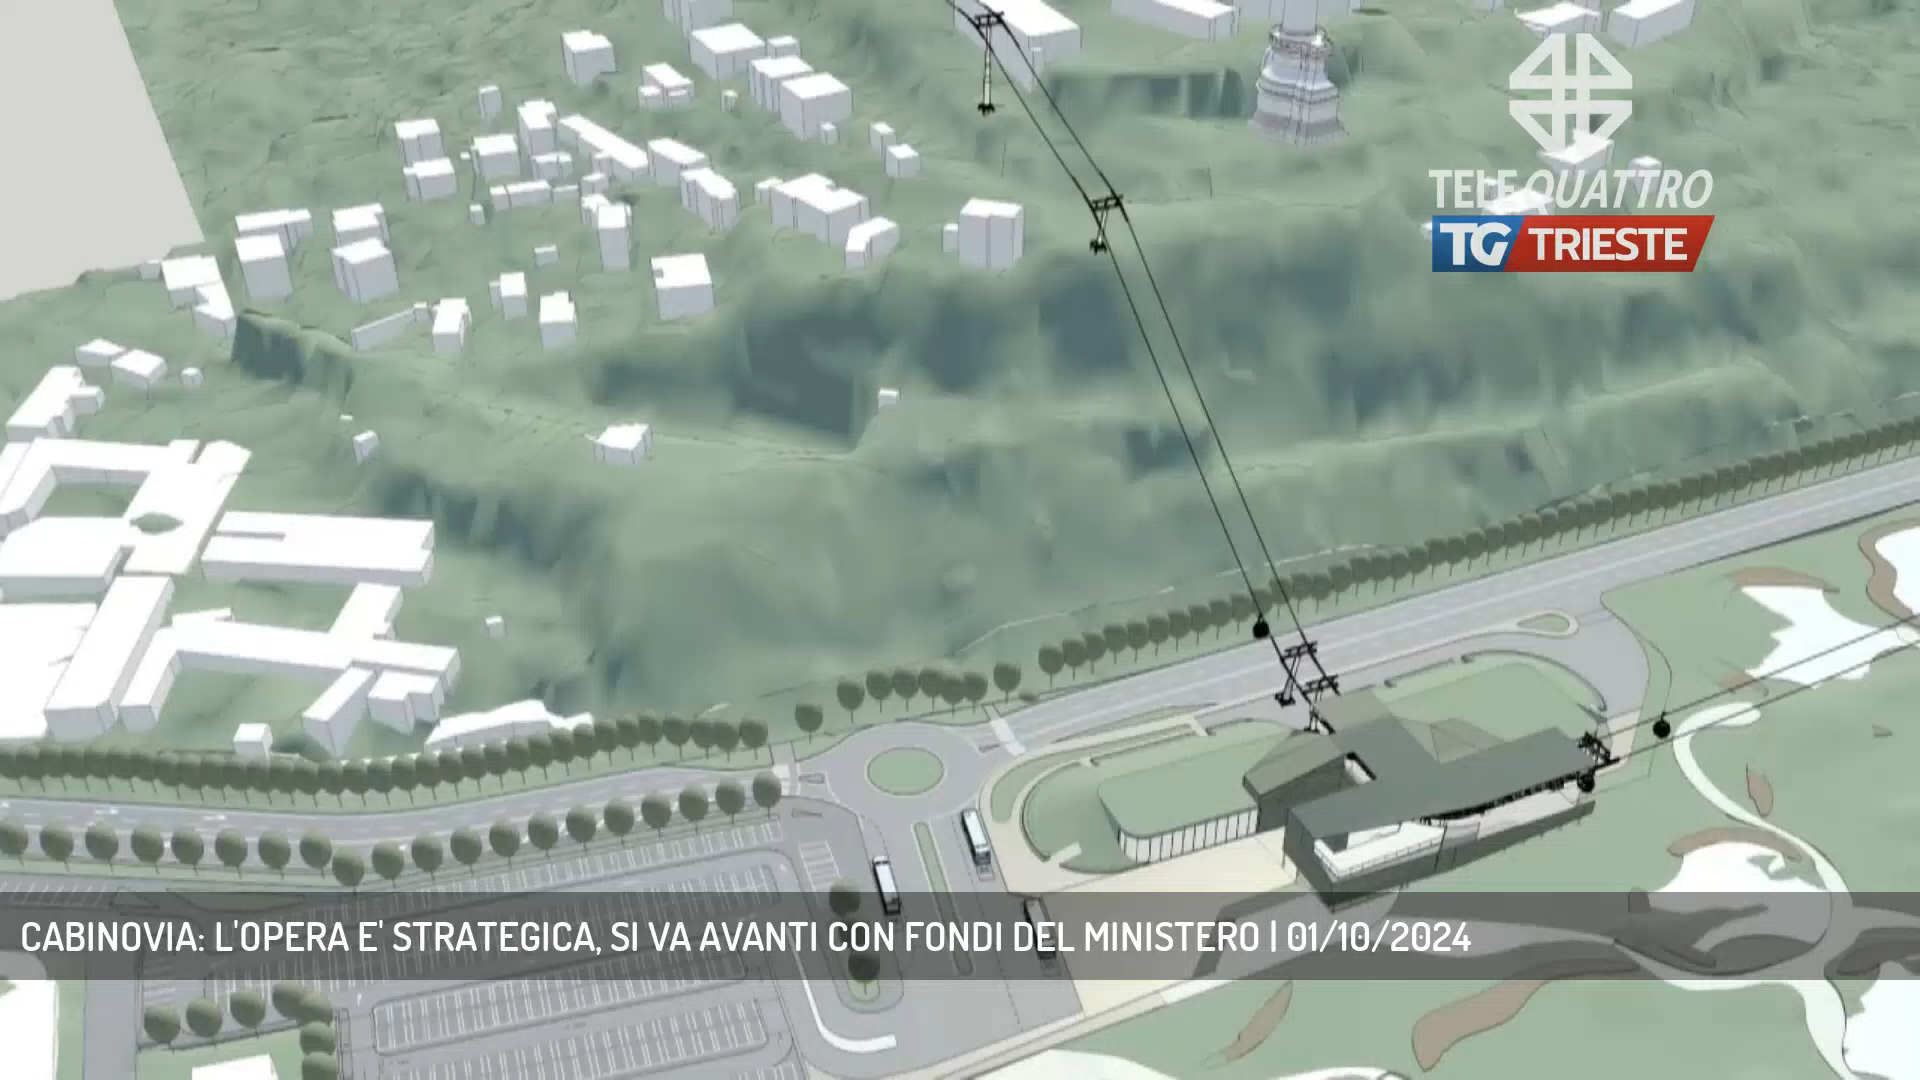 TELEQUATTRO
TG TRIESTE
CABINOVIA: L'OPERA E' STRATEGICA, SI VA AVANTI CON FONDI DEL MINISTERO | 01/10/2024